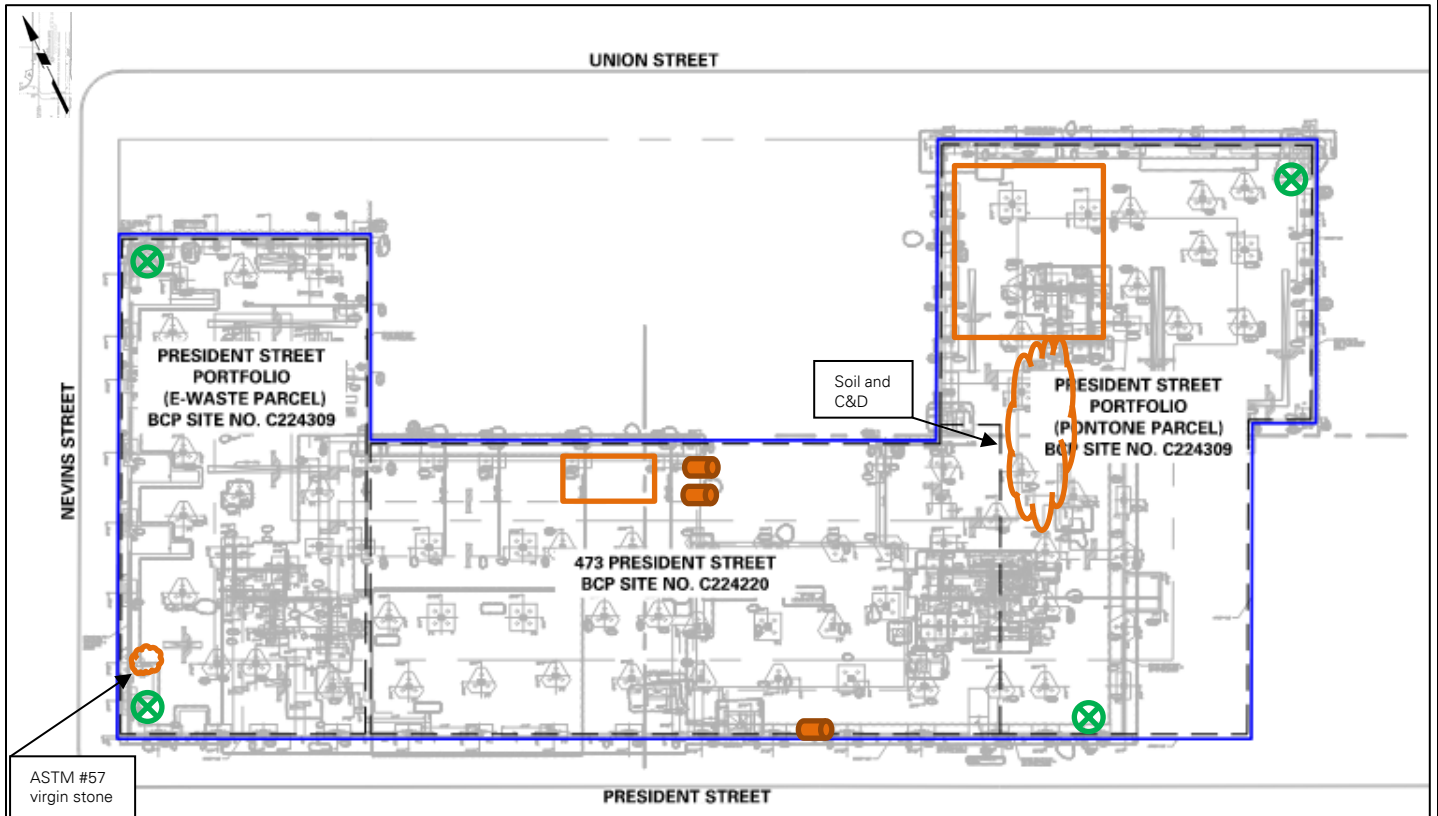 UNION STREET
PRESIDENT STREET
PORTFOLIO
(E-WASTE PARCEL)
BCP SITE NO. C224309
NEVINS STREET
Soil and
C&D
PRESIDENT STREET
PORTFOLIO
(PONTONE PARCEL)
BCP SITE NO. C224309
473 PRESIDENT STREET
BCP SITE NO. C224220
ASTM #57
virgin stone
PRESIDENT STREET